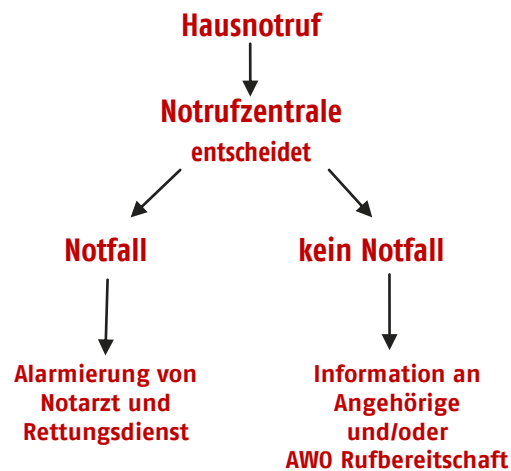 Hausnotruf
Notrufzentrale
entscheidet
Notfall
kein Notfall
Alarmierung von
Notarzt und
Rettungsdienst
Information an
Angehörige
und/oder
AWO Rufbereitschaft